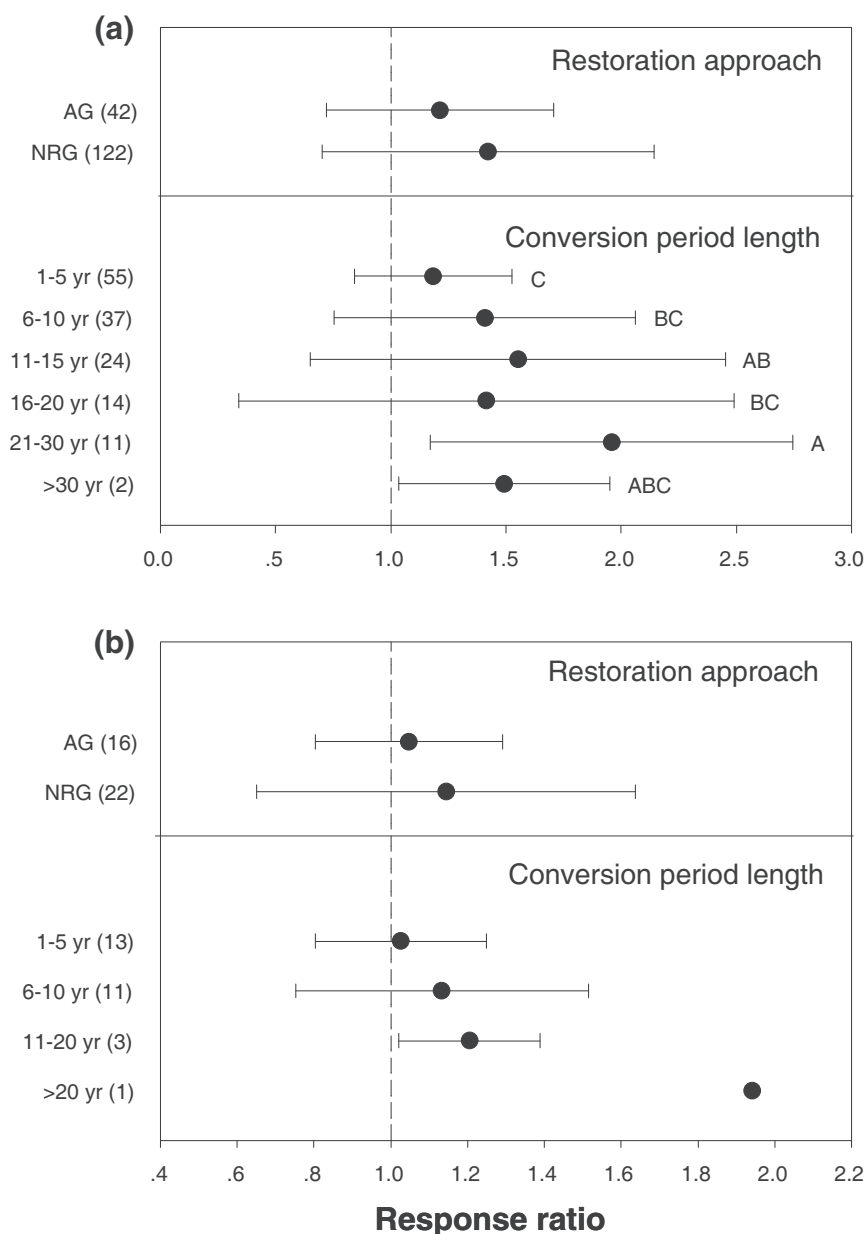 (a)
Restoration approach
AG (42)
NRG (122)
Conversion period length
1-5 yr (55)
C
6-10 yr (37)
BC
11-15 yr (24)
AB
16-20 yr (14)
BC
21-30 yr (11)
A
>30 yr (2)
ABC
0.0 .5 1.0 1.5 2.0 2.5 3.0
(b)
Restoration approach
AG (16)
NRG (22)
Conversion period length
1-5 yr (13)
6-10 yr (11)
11-20 yr (3)
>20 yr (1)
.4 .6 .8 1.0 1.2 1.4 1.6 1.8 2.0 2.2
Response ratio